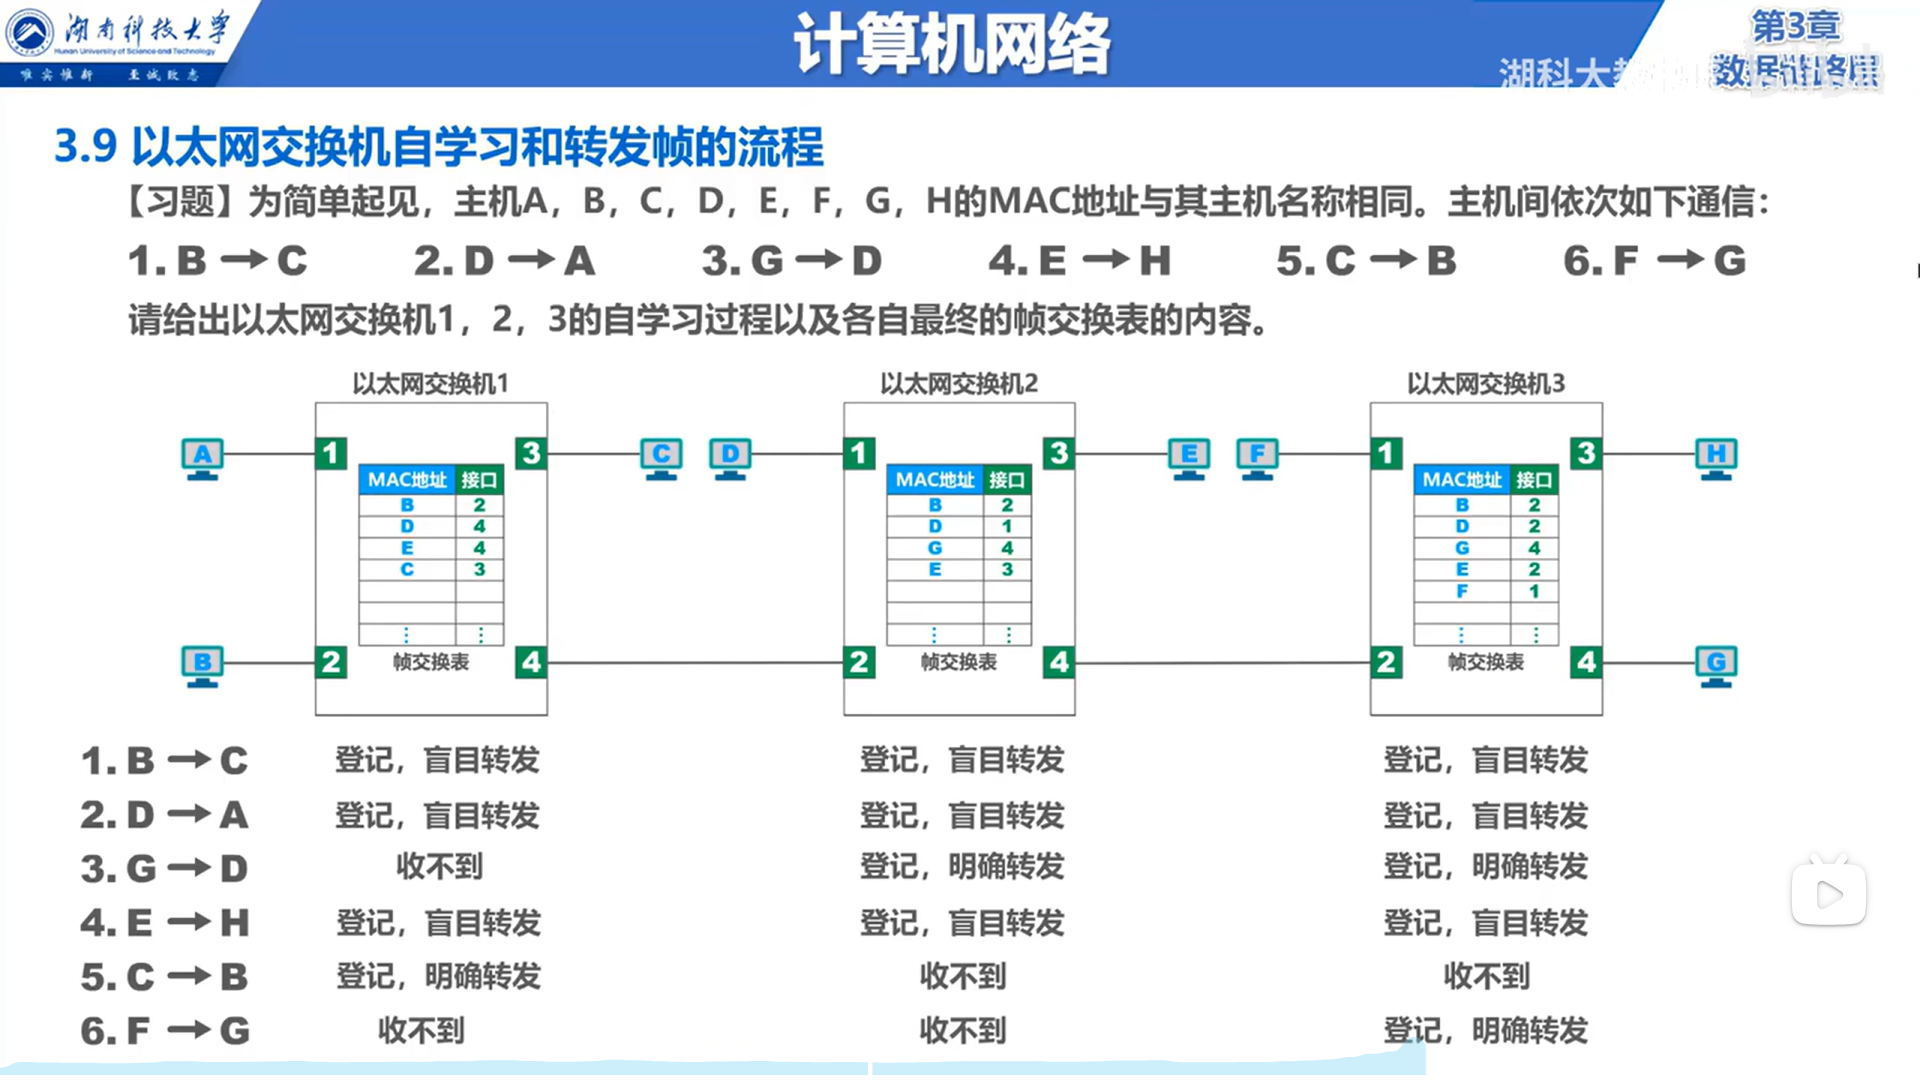 湖南科技大学
Hunan University of Science and Technology
唯实惟新 至诚致志
计算机网络
第3章
数据链路层
湖科大教
3.9 以太网交换机自学习和转发帧的流程
【习题】为简单起见，主机A，B，C，D，E，F，G，H的MAC地址与其主机名称相同。主机间依次如下通信：
1. B → C 2. D → A 3. G → D 4. E → H 5. C → B 6. F → G
请给出以太网交换机1，2，3的自学习过程以及各自最终的帧交换表的内容。
以太网交换机1 以太网交换机2 以太网交换机3
A 1 3 C D 1 3 E F 1 3 H
MAC地址 接口 MAC地址 接口 MAC地址 接口
B 2 B 2 B 2
D 4 D 1 D 2
E 4 G 4 G 4
C 3 E 3 E 2
F 1
⋮ ⋮ ⋮ ⋮ ⋮ ⋮
B 2 帧交换表 4 2 帧交换表 4 2 帧交换表 4 G
1. B → C 登记，盲目转发 登记，盲目转发 登记，盲目转发
2. D → A 登记，盲目转发 登记，盲目转发 登记，盲目转发
3. G → D 收不到 登记，明确转发 登记，明确转发
4. E → H 登记，盲目转发 登记，盲目转发 登记，盲目转发
5. C → B 登记，明确转发 收不到 收不到
6. F → G 收不到 收不到 登记，明确转发